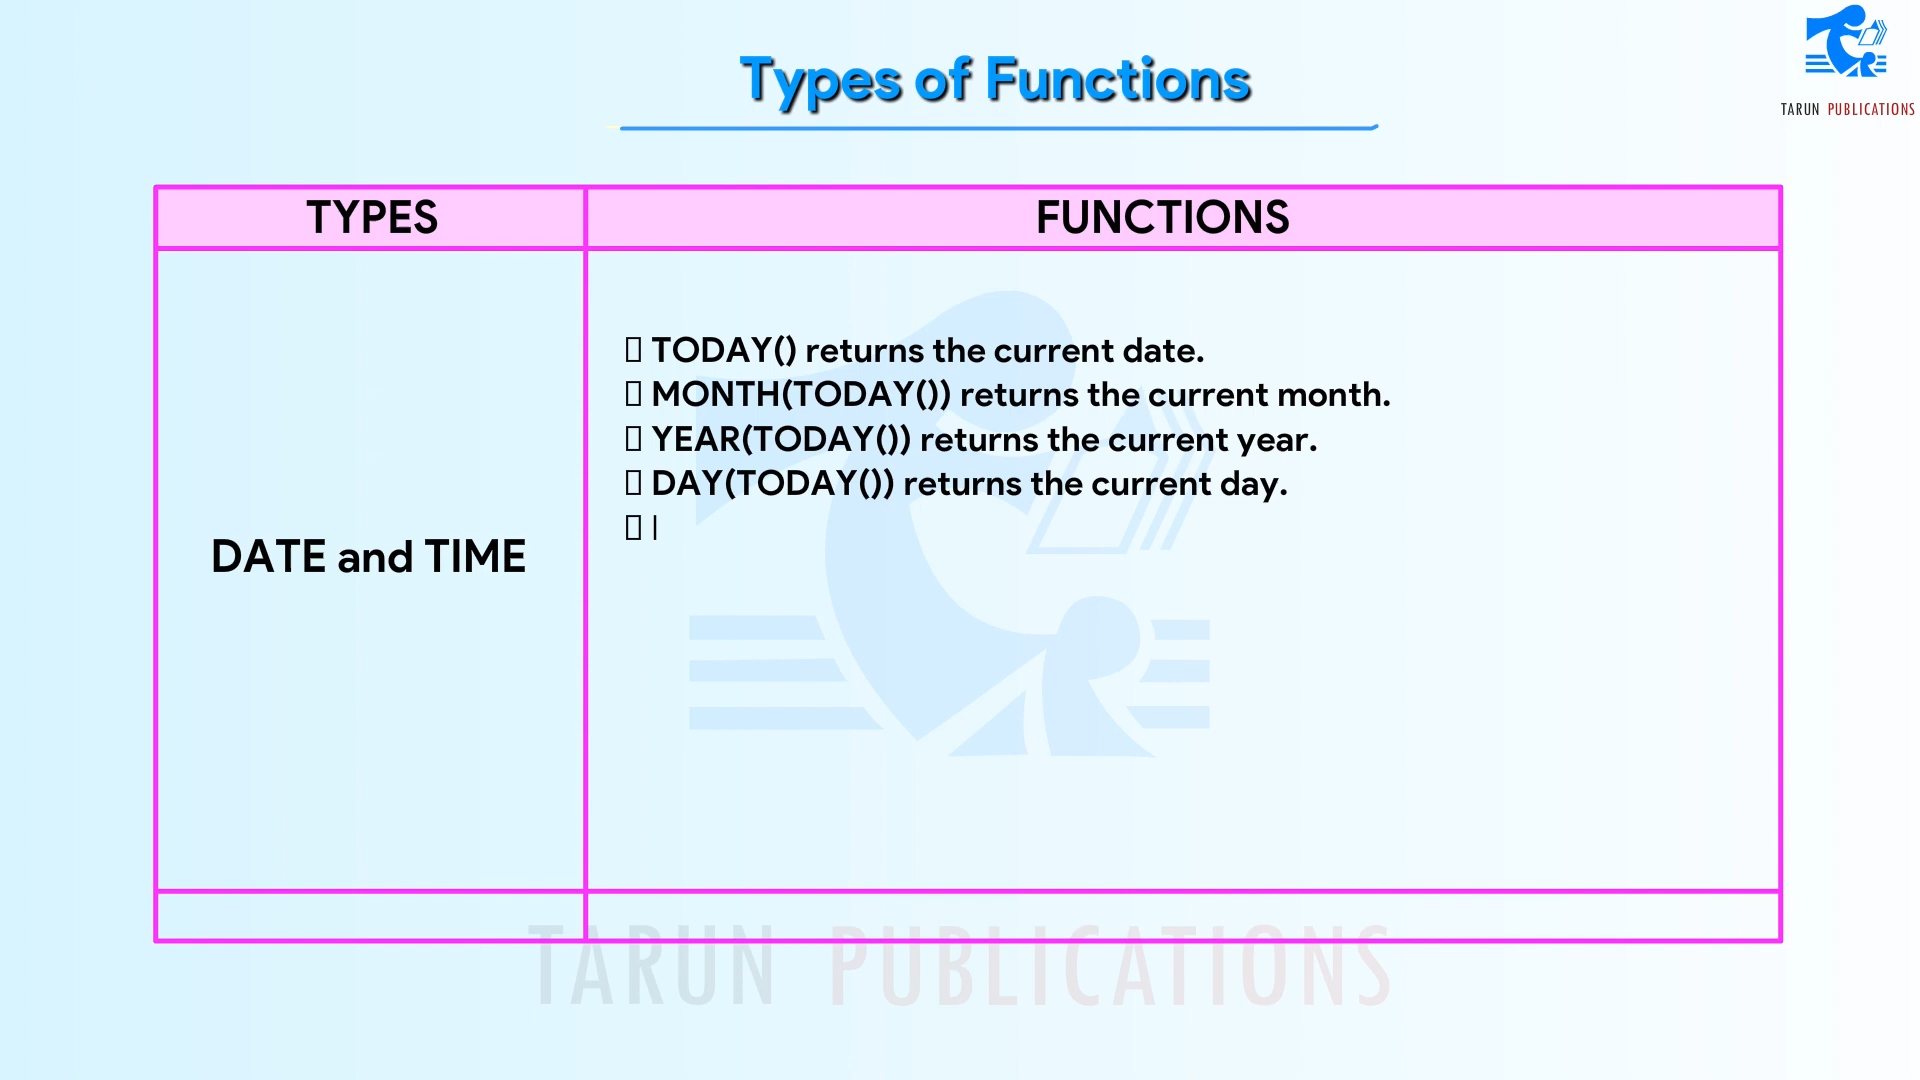 Types of Functions
TARUN PUBLICATIONS
TYPES
FUNCTIONS
DATE and TIME
TODAY() returns the current date.
MONTH(TODAY()) returns the current month.
YEAR(TODAY()) returns the current year.
DAY(TODAY()) returns the current day.
|
TARUN PUBLICATIONS